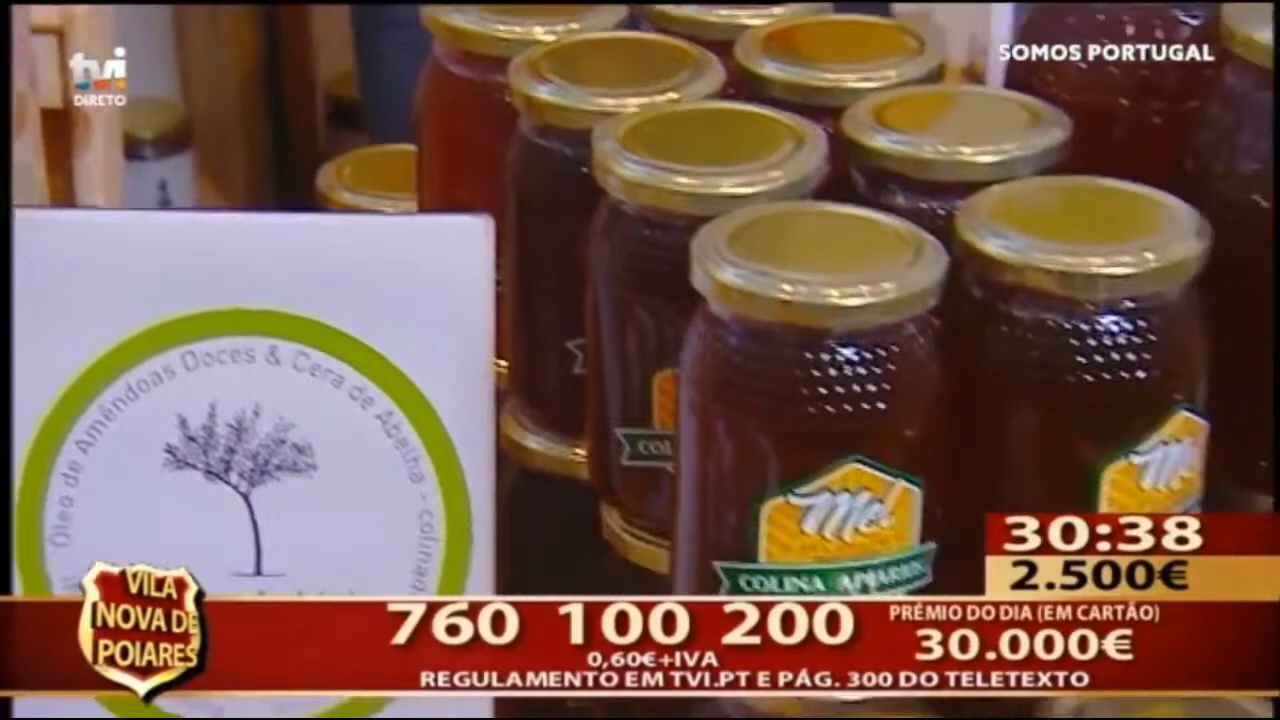 tvi
DIRETO
SOMOS PORTUGAL
Óleo de Amêndoas Doces & Cera de Abelha -
Mel
COLINA
Mel
30:38
2.500€
VILA
NOVA DE
POIARES
760 100 200
0,60€+IVA
PRÉMIO DO DIA (EM CARTÃO)
30.000€
REGULAMENTO EM TVI.PT E PÁG. 300 DO TELETEXTO